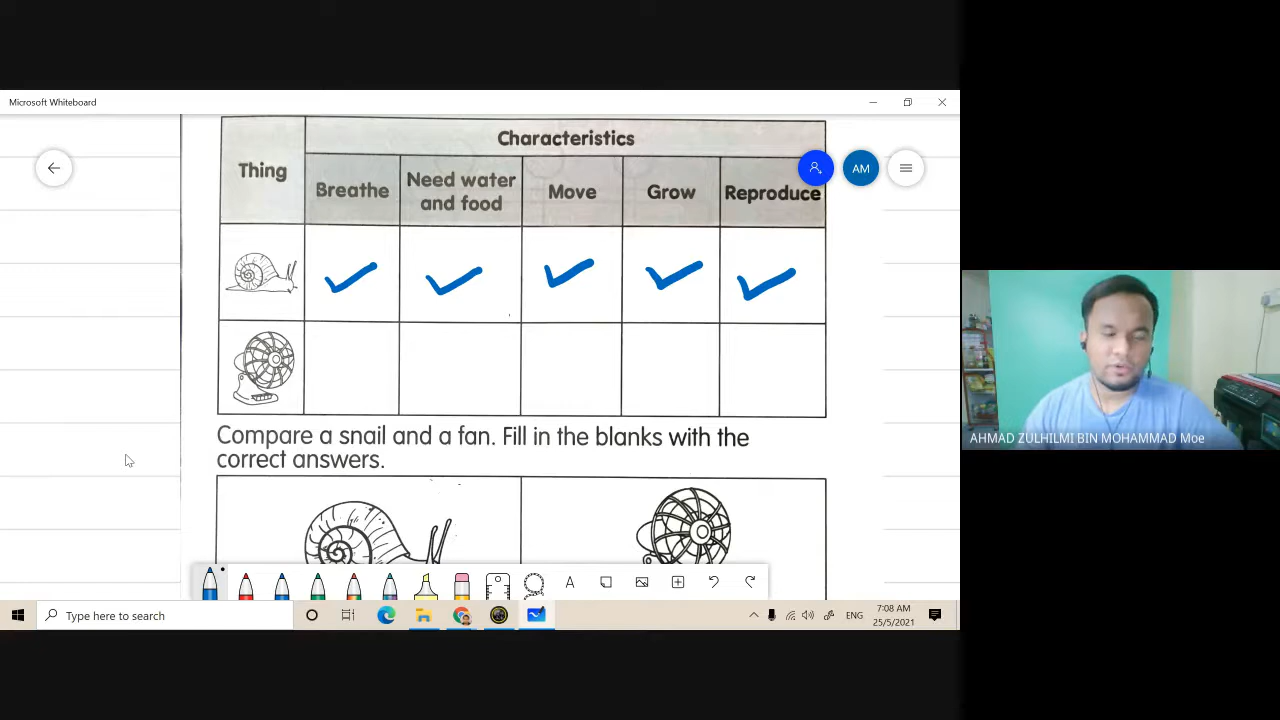 Microsoft Whiteboard
Thing
Characteristics
Breathe
Need water
and food
Move
Grow
Reproduce
AM
Compare a snail and a fan. Fill in the blanks with the
correct answers.
AHMAD ZULHILMI BIN MOHAMMAD Moe
A
Type here to search
ENG
7:08 AM
25/5/2021